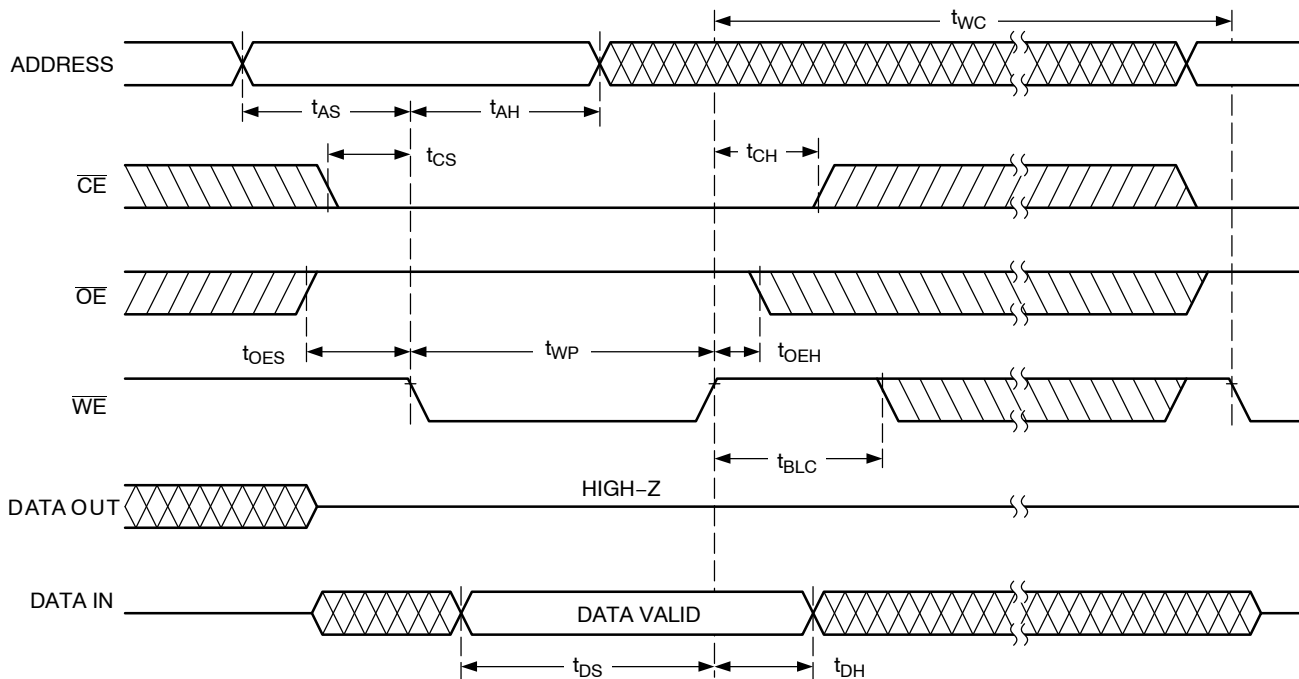 tWC
ADDRESS
tAS
tAH
tCS
tCH
CE
OE
tOES
tWP
tOEH
WE
tBLC
HIGH–Z
DATA OUT
DATA IN
DATA VALID
tDS
tDH